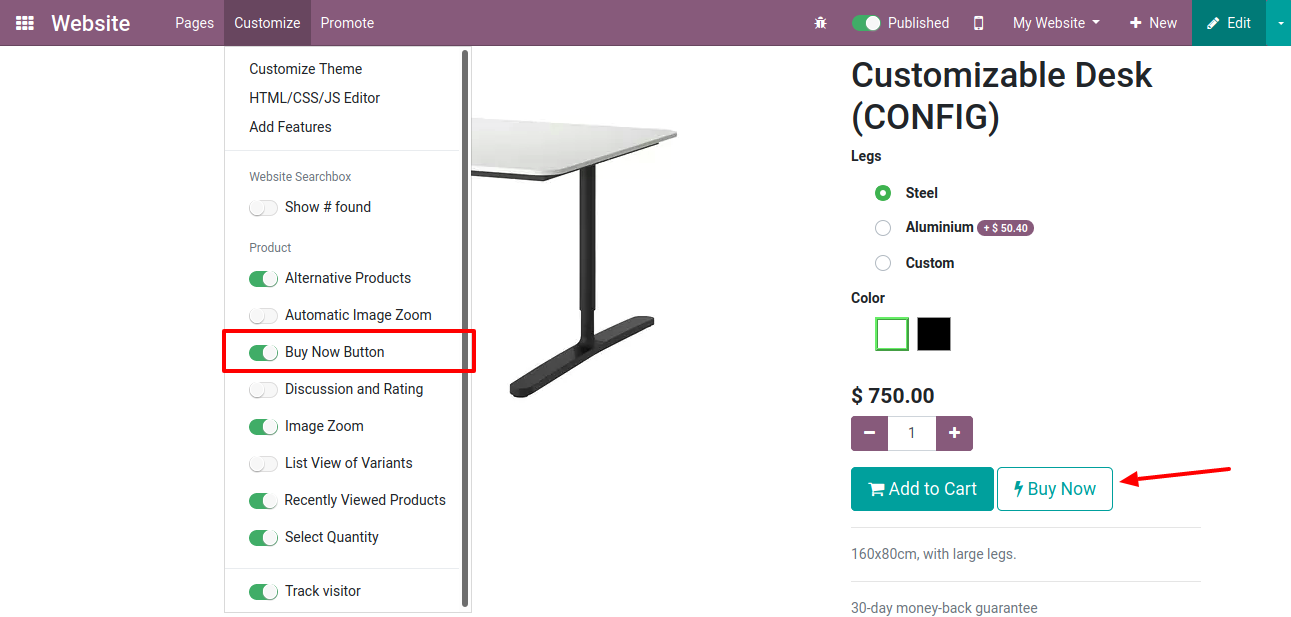 Website Pages Customize Promote Published My Website New Edit
Customize Theme
HTML/CSS/JS Editor
Add Features
Website Searchbox
Show # found
Product
Alternative Products
Automatic Image Zoom
Buy Now Button
Discussion and Rating
Image Zoom
List View of Variants
Recently Viewed Products
Select Quantity
Track visitor
Customizable Desk
(CONFIG)
Legs
Steel
Aluminium + $ 50.40
Custom
Color
$ 750.00
1
Add to Cart Buy Now
160x80cm, with large legs.
30-day money-back guarantee